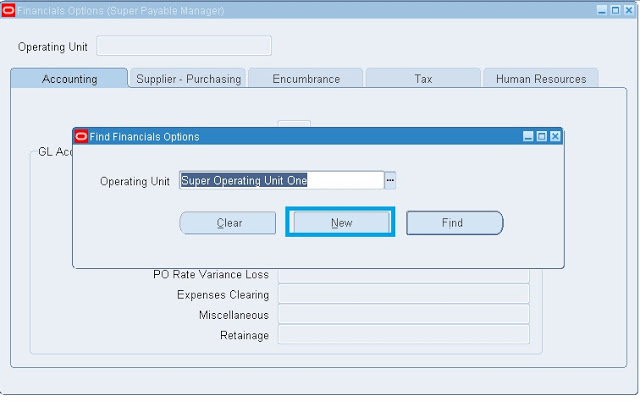 Financials Options (Super Payable Manager)
Operating Unit
Accounting Supplier - Purchasing Encumbrance Tax Human Resources
Find Financials Options
GL Acc
Operating Unit Super Operating Unit One ...
Clear New Find
PO Rate Variance Loss
Expenses Clearing
Miscellaneous
Retainage